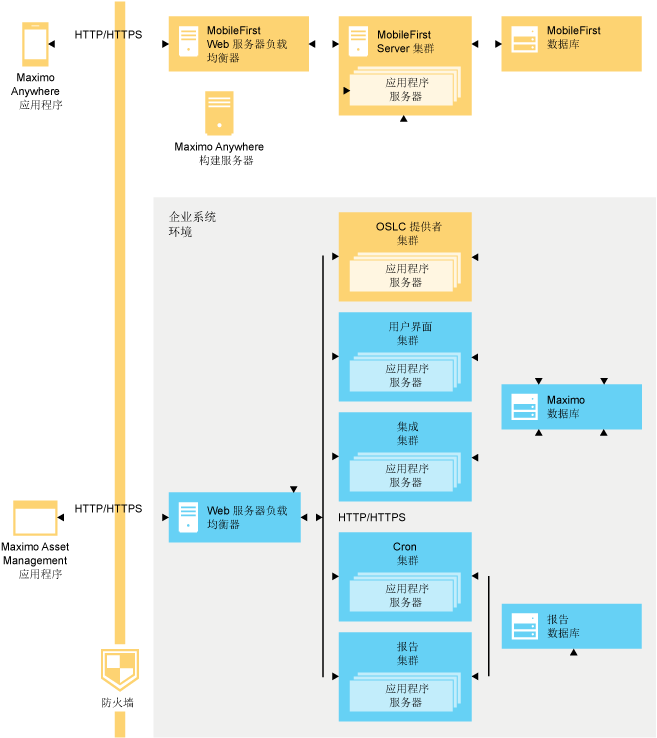 HTTP/HTTPS
MobileFirst
Web 服务器负载
均衡器
MobileFirst
Server 集群
应用程序
服务器
MobileFirst
数据库
Maximo
Anywhere
应用程序
Maximo Anywhere
构建服务器
企业系统
环境
OSLC 提供者
集群
应用程序
服务器
用户界面
集群
应用程序
服务器
Maximo
数据库
集成
集群
应用程序
服务器
HTTP/HTTPS
Web 服务器负载
均衡器
HTTP/HTTPS
Maximo Asset
Management
应用程序
Cron
集群
应用程序
服务器
报告
数据库
报告
集群
应用程序
服务器
防火墙